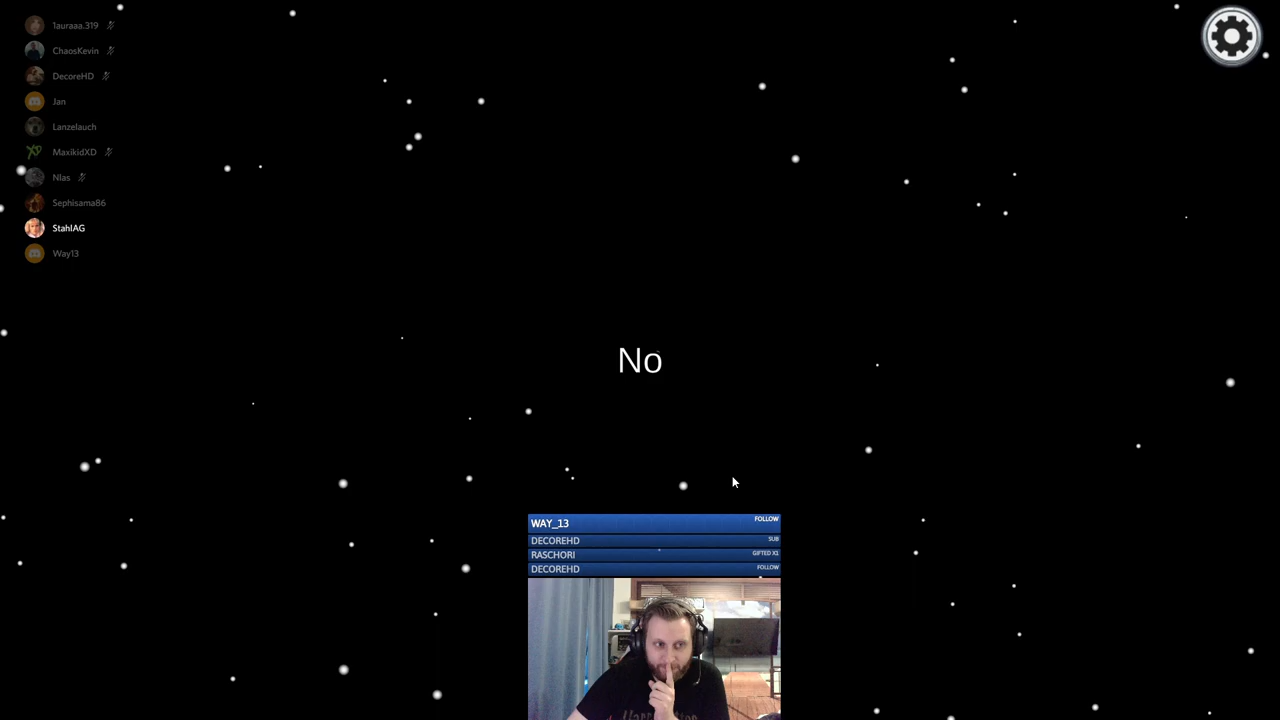 1auraaa.319
ChaosKevin
DecoreHD
Jan
Lanzelauch
MaxikidXD
Nlas
Sephisama86
StahlAG
Way13
No
WAY_13 FOLLOW
DECOREHD SUB
RASCHORI GIFTED X1
DECOREHD FOLLOW